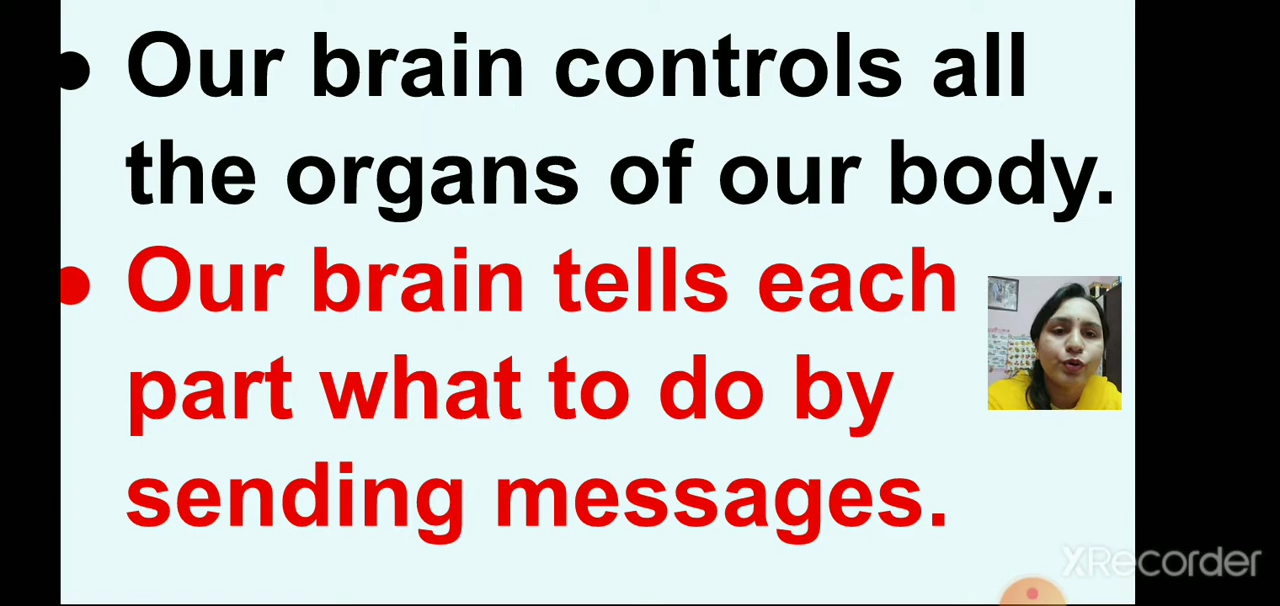 • Our brain controls all
the organs of our body.
• Our brain tells each
part what to do by
sending messages.
XRecorder